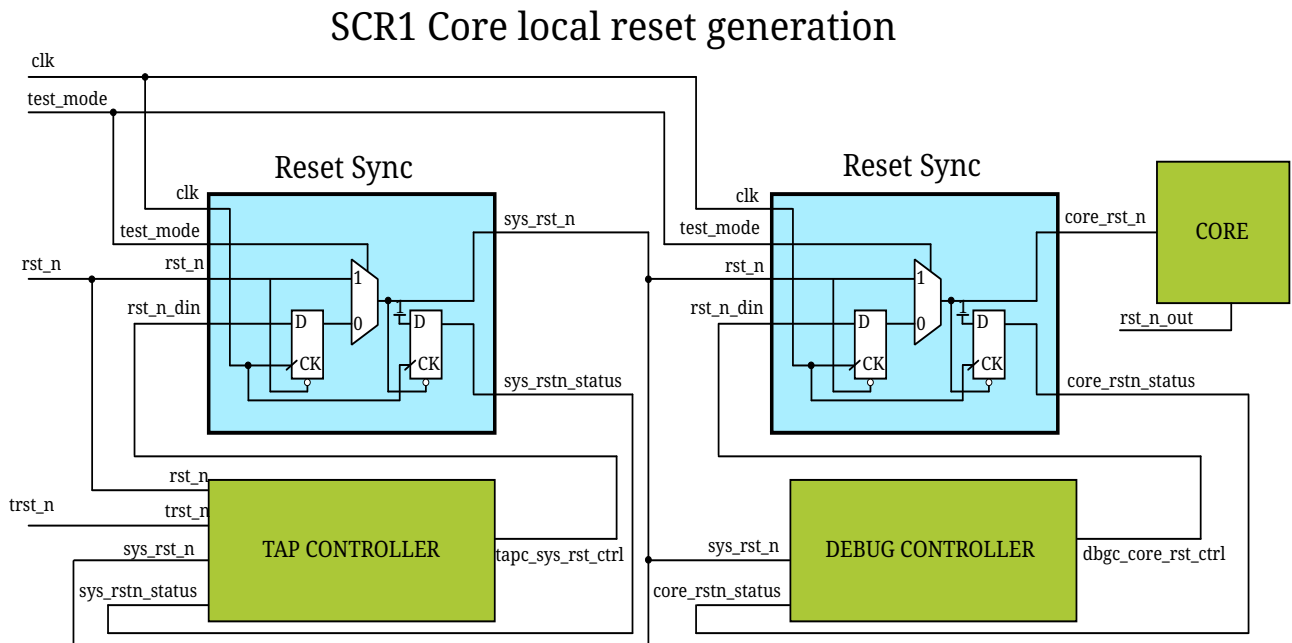 SCR1 Core local reset generation
clk
test_mode
Reset Sync
Reset Sync
clk
clk
test_mode
sys_rst_n
test_mode
core_rst_n
CORE
rst_n
rst_n
1
rst_n
1
rst_n_din
D
0
D
rst_n_din
D
0
D
rst_n_out
CK
CK
CK
CK
sys_rstn_status
core_rstn_status
rst_n
trst_n
trst_n
sys_rst_n
TAP CONTROLLER
tapc_sys_rst_ctrl
sys_rst_n
DEBUG CONTROLLER
dbgc_core_rst_ctrl
sys_rstn_status
core_rstn_status